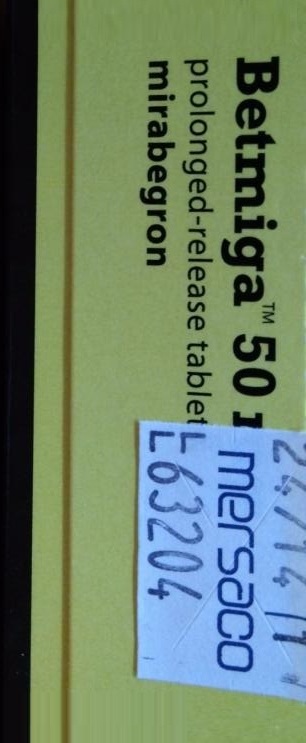 Betmiga™ 50
prolonged-release tablet
mirabegron
mersaco
L63204